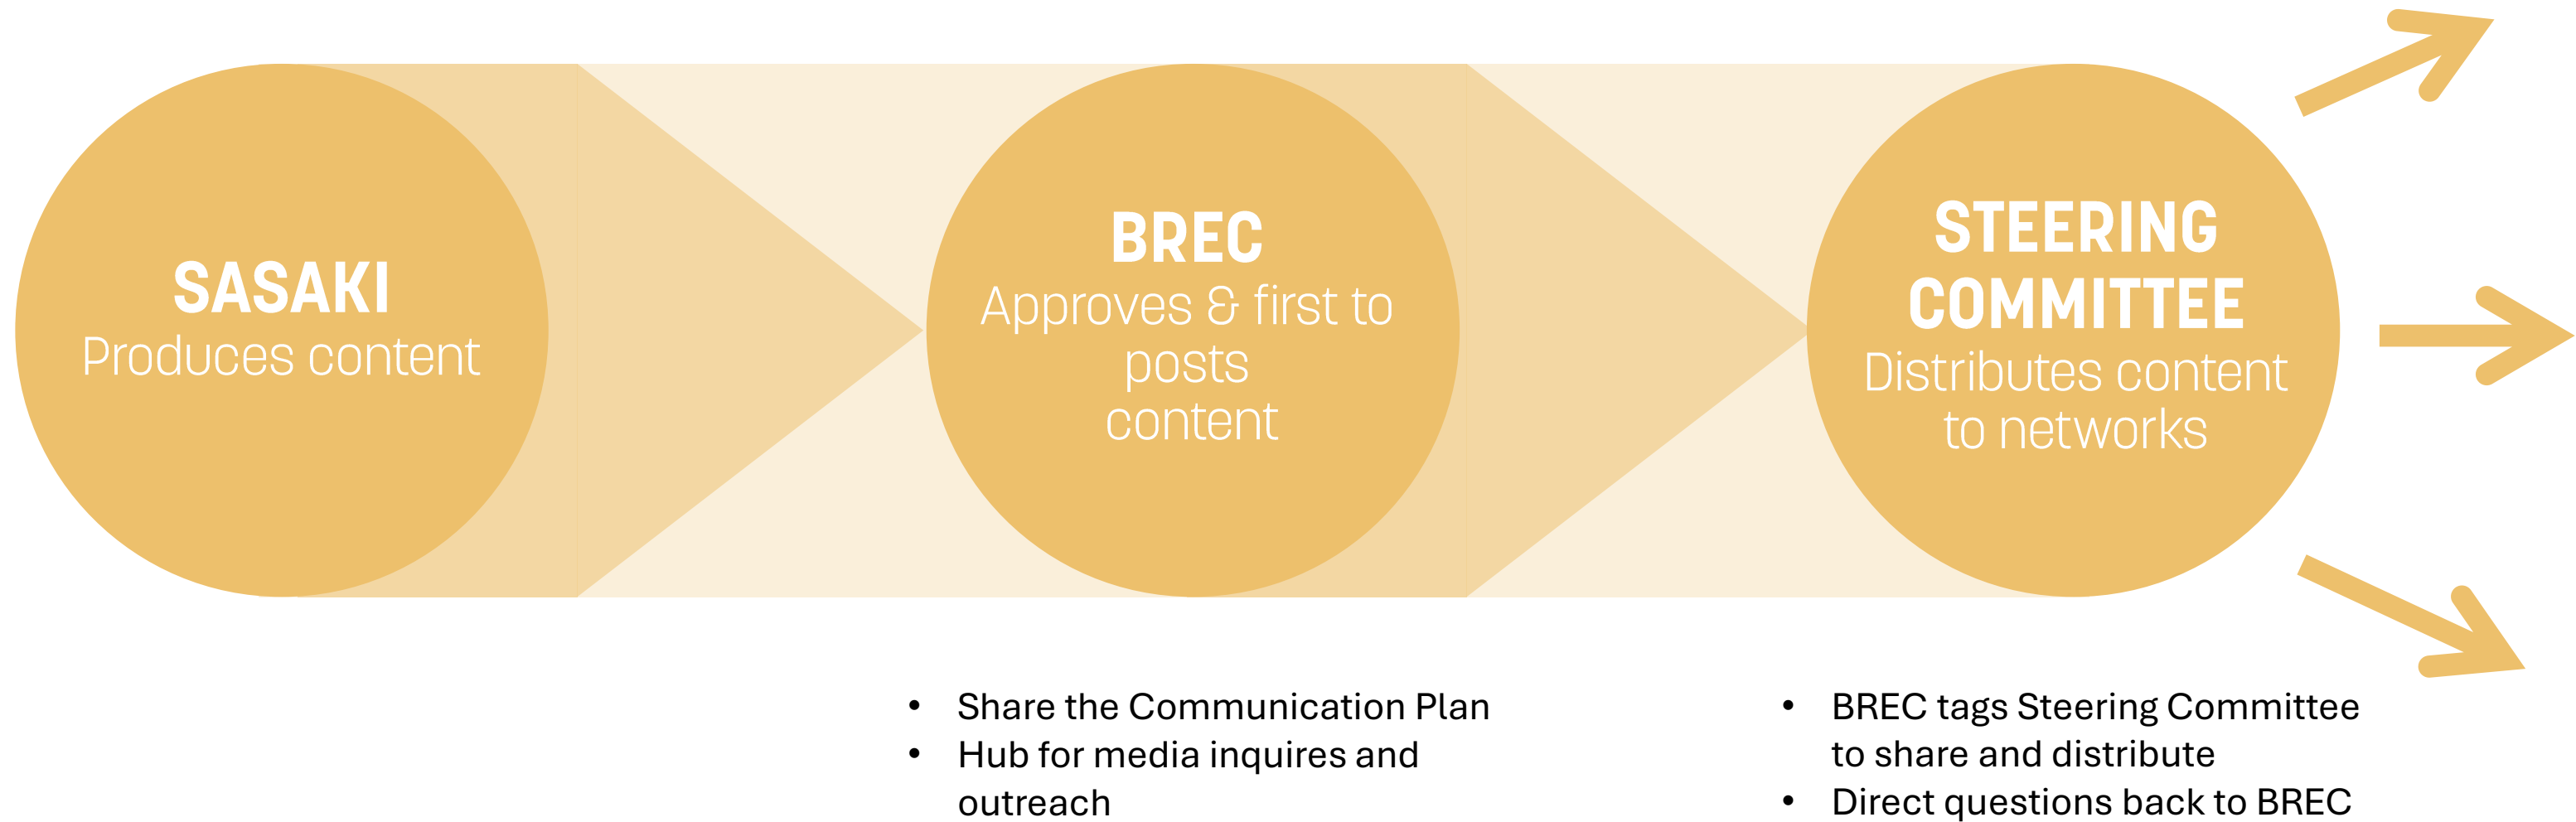 SASAKI
Produces content
BREC
Approves & first to
posts
content
STEERING
COMMITTEE
Distributes content
to networks
• Share the Communication Plan
• Hub for media inquires and
outreach
• BREC tags Steering Committee
to share and distribute
• Direct questions back to BREC